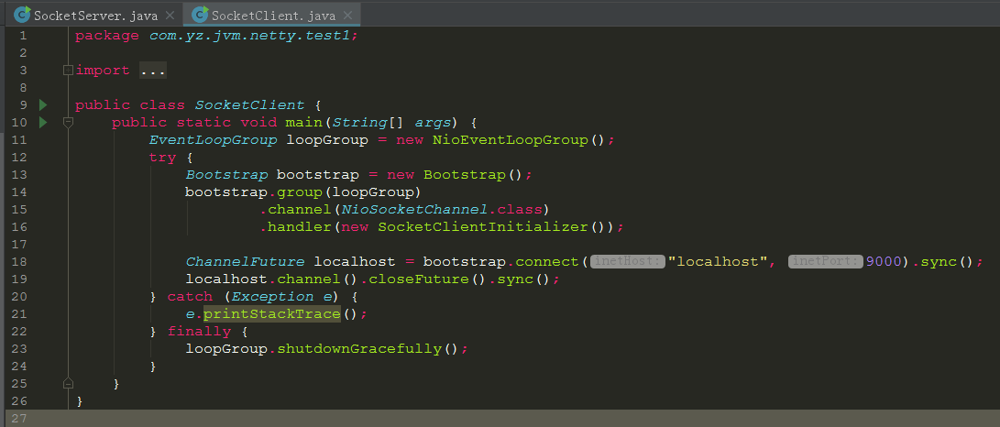 SocketServer.java × SocketClient.java ×
1 package com.yz.jvm.netty.test1;
2
3 import ...
8
9 public class SocketClient {
10     public static void main(String[] args) {
11         EventLoopGroup loopGroup = new NioEventLoopGroup();
12         try {
13             Bootstrap bootstrap = new Bootstrap();
14             bootstrap.group(loopGroup)
15                     .channel(NioSocketChannel.class)
16                     .handler(new SocketClientInitializer());
17
18             ChannelFuture localhost = bootstrap.connect( inetHost: "localhost", inetPort: 9000).sync();
19             localhost.channel().closeFuture().sync();
20         } catch (Exception e) {
21             e.printStackTrace();
22         } finally {
23             loopGroup.shutdownGracefully();
24         }
25     }
26 }
27